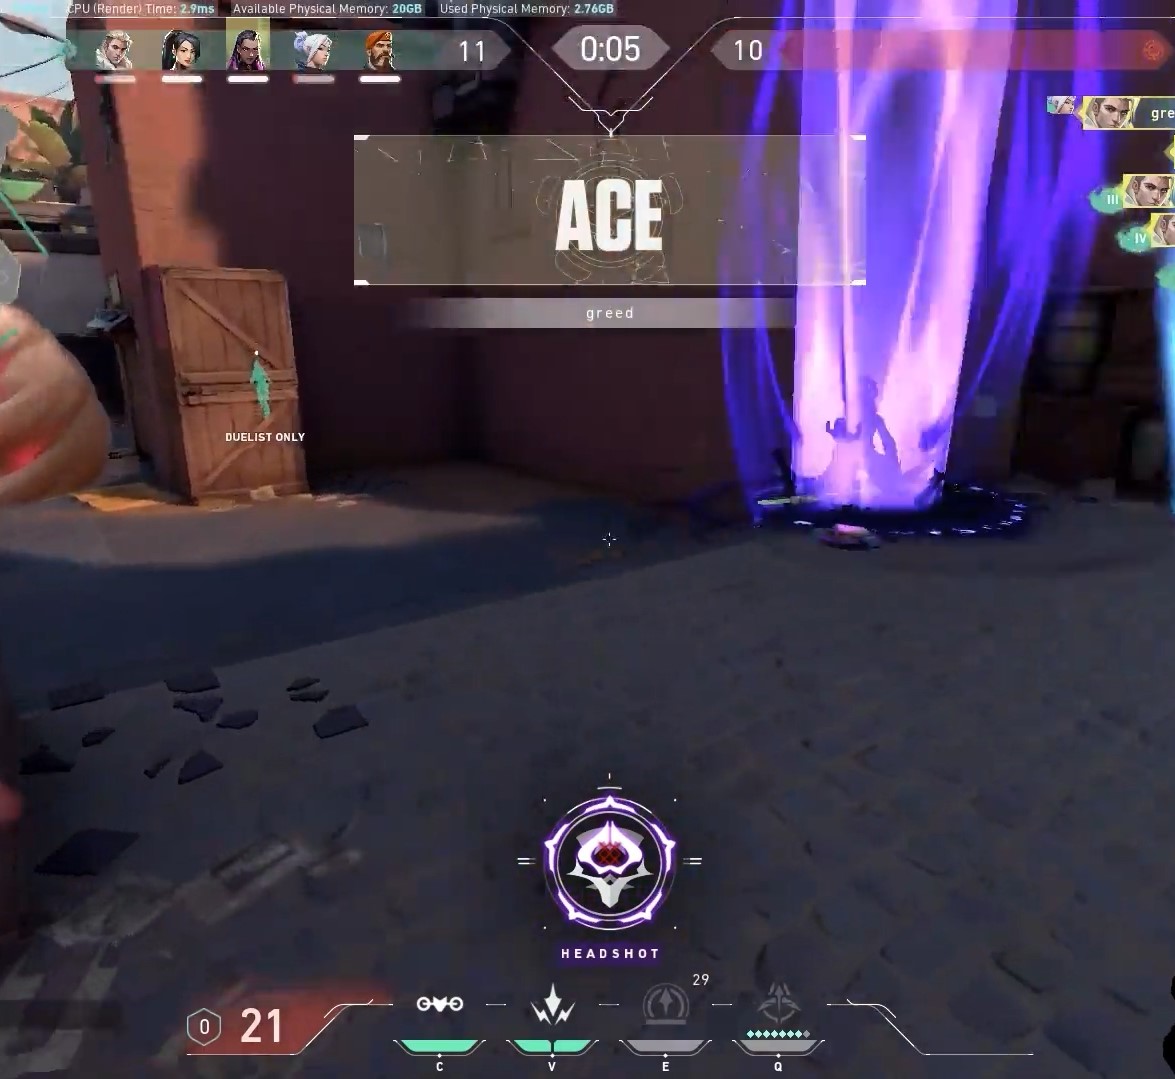 CPU (Render) Time: 2.9ms Available Physical Memory: 20GB Used Physical Memory: 2.76GB
11 0:05 10
gre
ACE
III
IV
greed
DUELIST ONLY
HEADSHOT
29
0 21
C V E Q